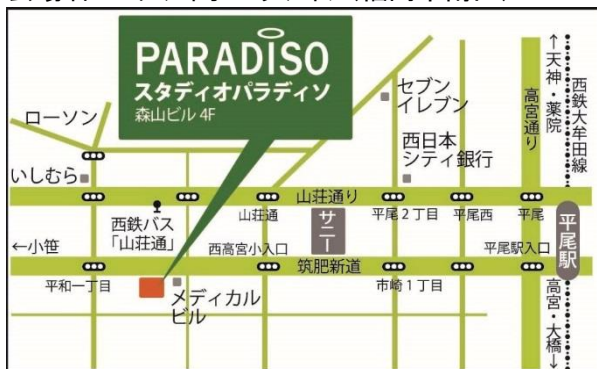 PARADISO
スタディオパラディソ
森山ビル 4F
ローソン
いしむら
セブン
イレブン
西日本
シティ銀行
高宮通り
↑天神・薬院
西鉄大牟田線
山荘通り
西鉄バス
「山荘通」
山荘通
サニー
平尾2丁目
平尾西
平尾
平尾駅
←小笹
西高宮小入口
筑肥新道
平尾駅入口
平和一丁目
メディカル
ビル
市崎1丁目
高宮・大橋↓